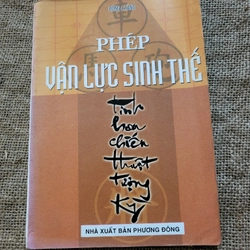 PHÉP
VẬN LỰC SINH THẾ
Tinh hoa
chiến
thuật
tượng
kỳ
NHÀ XUẤT BẢN PHƯƠNG ĐÔNG